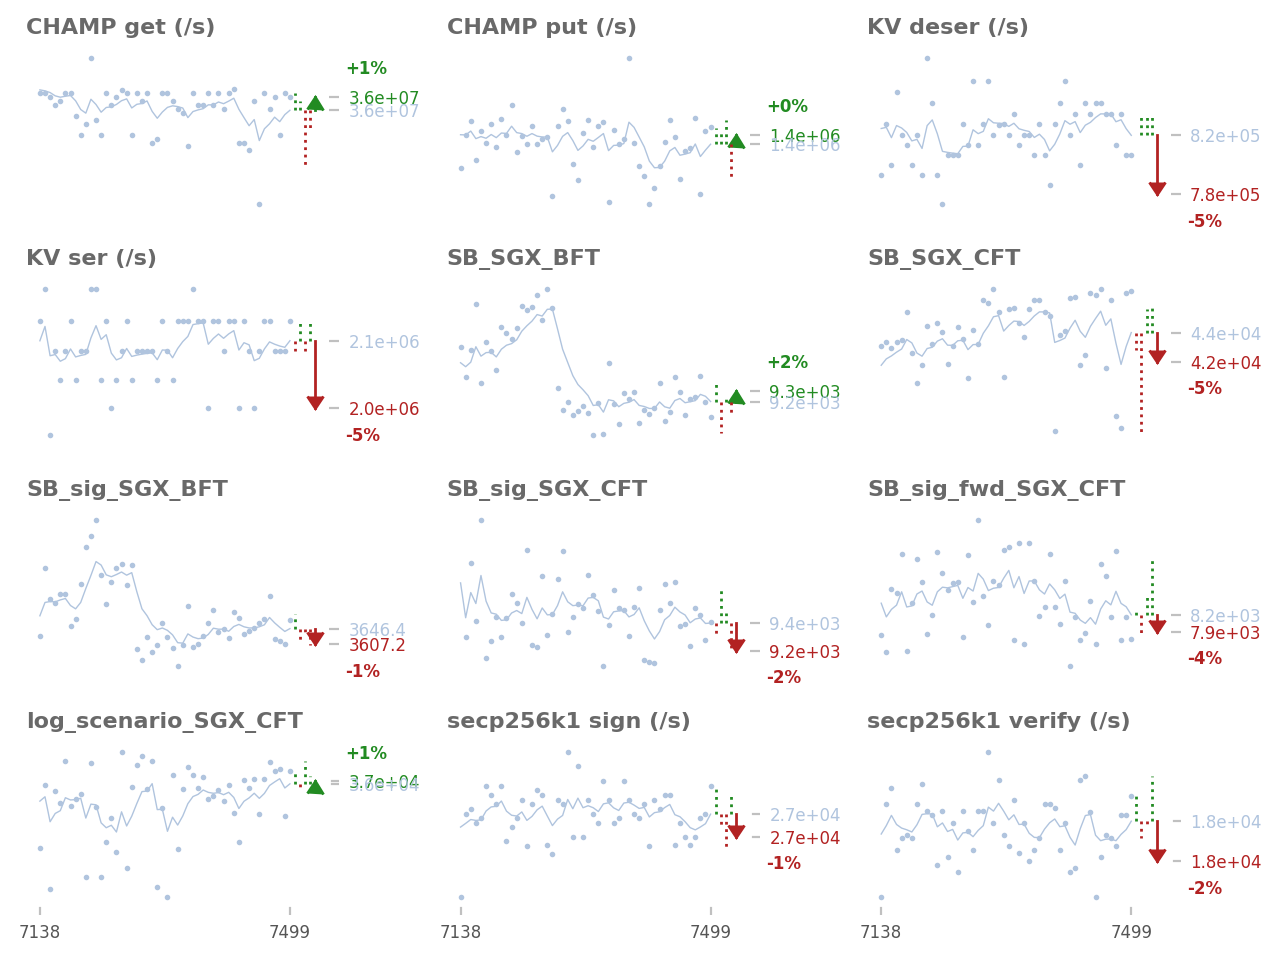 CHAMP get (/s)
+1%
3.6e+07
3.6e+07
CHAMP put (/s)
+0%
1.4e+06
1.4e+06
KV deser (/s)
8.2e+05
7.8e+05
-5%
KV ser (/s)
2.1e+06
2.0e+06
-5%
SB_SGX_BFT
+2%
9.3e+03
9.2e+03
SB_SGX_CFT
4.4e+04
4.2e+04
-5%
SB_sig_SGX_BFT
3646.4
3607.2
-1%
SB_sig_SGX_CFT
9.4e+03
9.2e+03
-2%
SB_sig_fwd_SGX_CFT
8.2e+03
7.9e+03
-4%
log_scenario_SGX_CFT
+1%
3.7e+04
3.6e+04
7138
7499
secp256k1 sign (/s)
2.7e+04
2.7e+04
-1%
7138
7499
secp256k1 verify (/s)
1.8e+04
1.8e+04
-2%
7138
7499